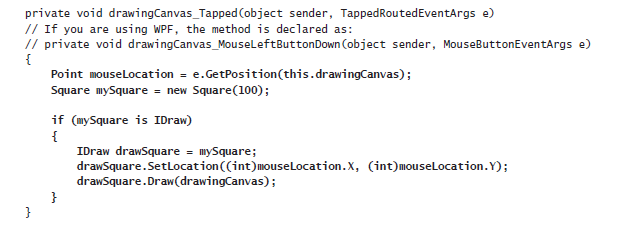 private void drawingCanvas_Tapped(object sender, TappedRoutedEventArgs e)
// If you are using WPF, the method is declared as:
// private void drawingCanvas_MouseLeftButtonDown(object sender, MouseButtonEventArgs e)
{
    Point mouseLocation = e.GetPosition(this.drawingCanvas);
    Square mySquare = new Square(100);

    if (mySquare is IDraw)
    {
        IDraw drawSquare = mySquare;
        drawSquare.SetLocation((int)mouseLocation.X, (int)mouseLocation.Y);
        drawSquare.Draw(drawingCanvas);
    }
}